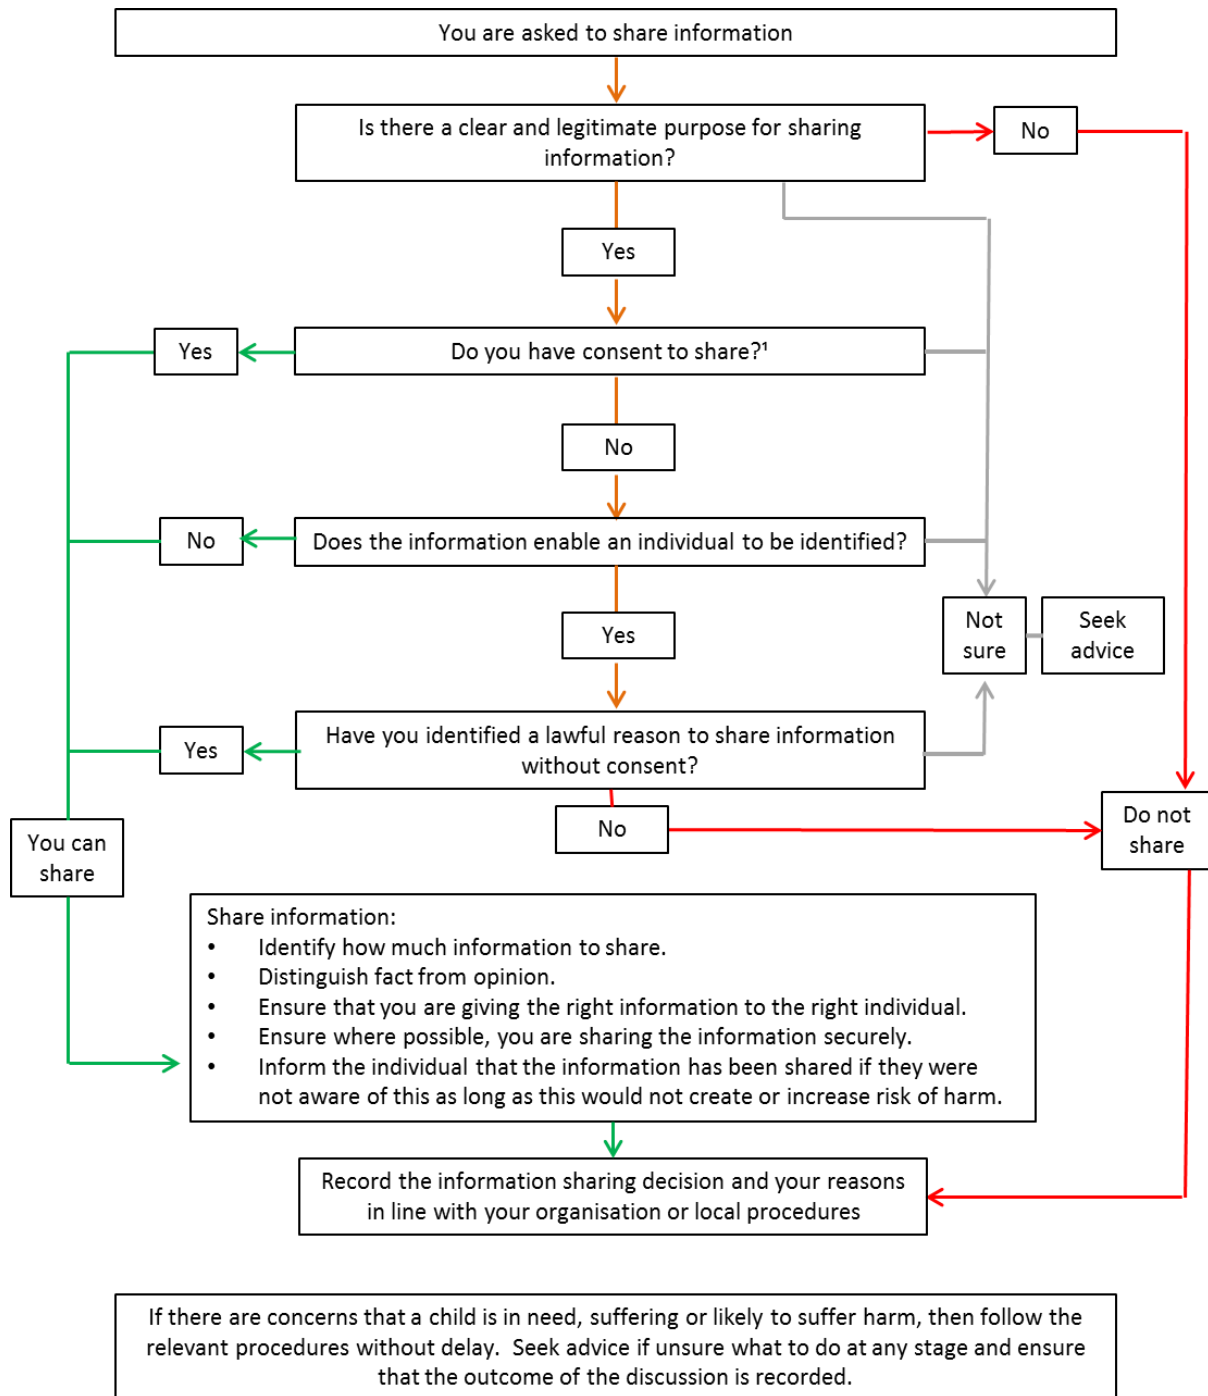 You are asked to share information
Is there a clear and legitimate purpose for sharing
information?
No
Yes
Yes
Do you have consent to share?¹
No
No
Does the information enable an individual to be identified?
Yes
Not
sure
Seek
advice
Yes
Have you identified a lawful reason to share information
without consent?
No
You can
share
Do not
share
Share information:
• Identify how much information to share.
• Distinguish fact from opinion.
• Ensure that you are giving the right information to the right individual.
• Ensure where possible, you are sharing the information securely.
• Inform the individual that the information has been shared if they were
not aware of this as long as this would not create or increase risk of harm.
Record the information sharing decision and your reasons
in line with your organisation or local procedures
If there are concerns that a child is in need, suffering or likely to suffer harm, then follow the
relevant procedures without delay.  Seek advice if unsure what to do at any stage and ensure
that the outcome of the discussion is recorded.